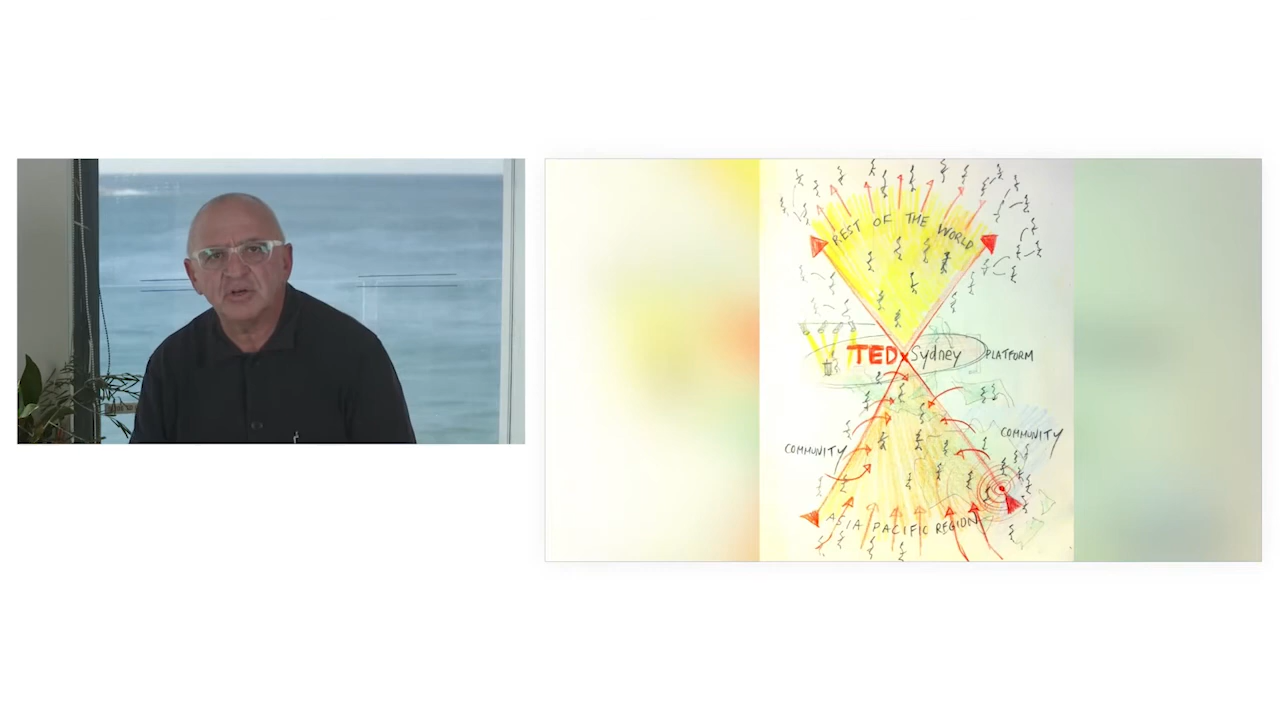 REST OF THE WORLD
TEDxSydney PLATFORM
COMMUNITY
COMMUNITY
ASIA PACIFIC REGION